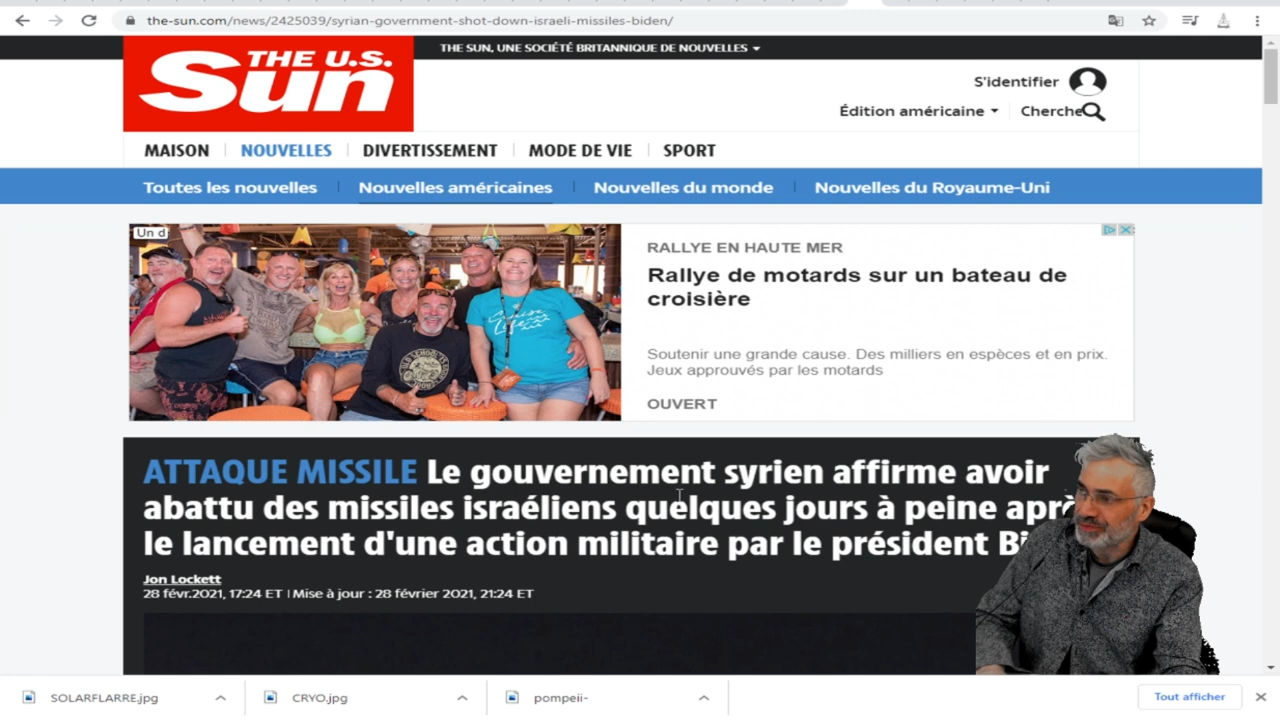 the-sun.com/news/2425039/syrian-government-shot-down-israeli-missiles-biden/
THE SUN, UNE SOCIÉTÉ BRITANNIQUE DE NOUVELLES
THE U.S.
Sun
S'identifier
Édition américaine
Cherche
MAISON NOUVELLES DIVERTISSEMENT MODE DE VIE SPORT
Toutes les nouvelles Nouvelles américaines Nouvelles du monde Nouvelles du Royaume-Uni
Un d
RALLYE EN HAUTE MER
Rallye de motards sur un bateau de
croisière
Soutenir une grande cause. Des milliers en espèces et en prix.
Jeux approuvés par les motards
OUVERT
ATTAQUE MISSILE Le gouvernement syrien affirme avoir
abattu des missiles israéliens quelques jours à peine aprè
le lancement d'une action militaire par le président Bi
Jon Lockett
28 févr.2021, 17:24 ET | Mise à jour : 28 février 2021, 21:24 ET
SOLARFLARRE.jpg CRYO.jpg pompeii- Tout afficher